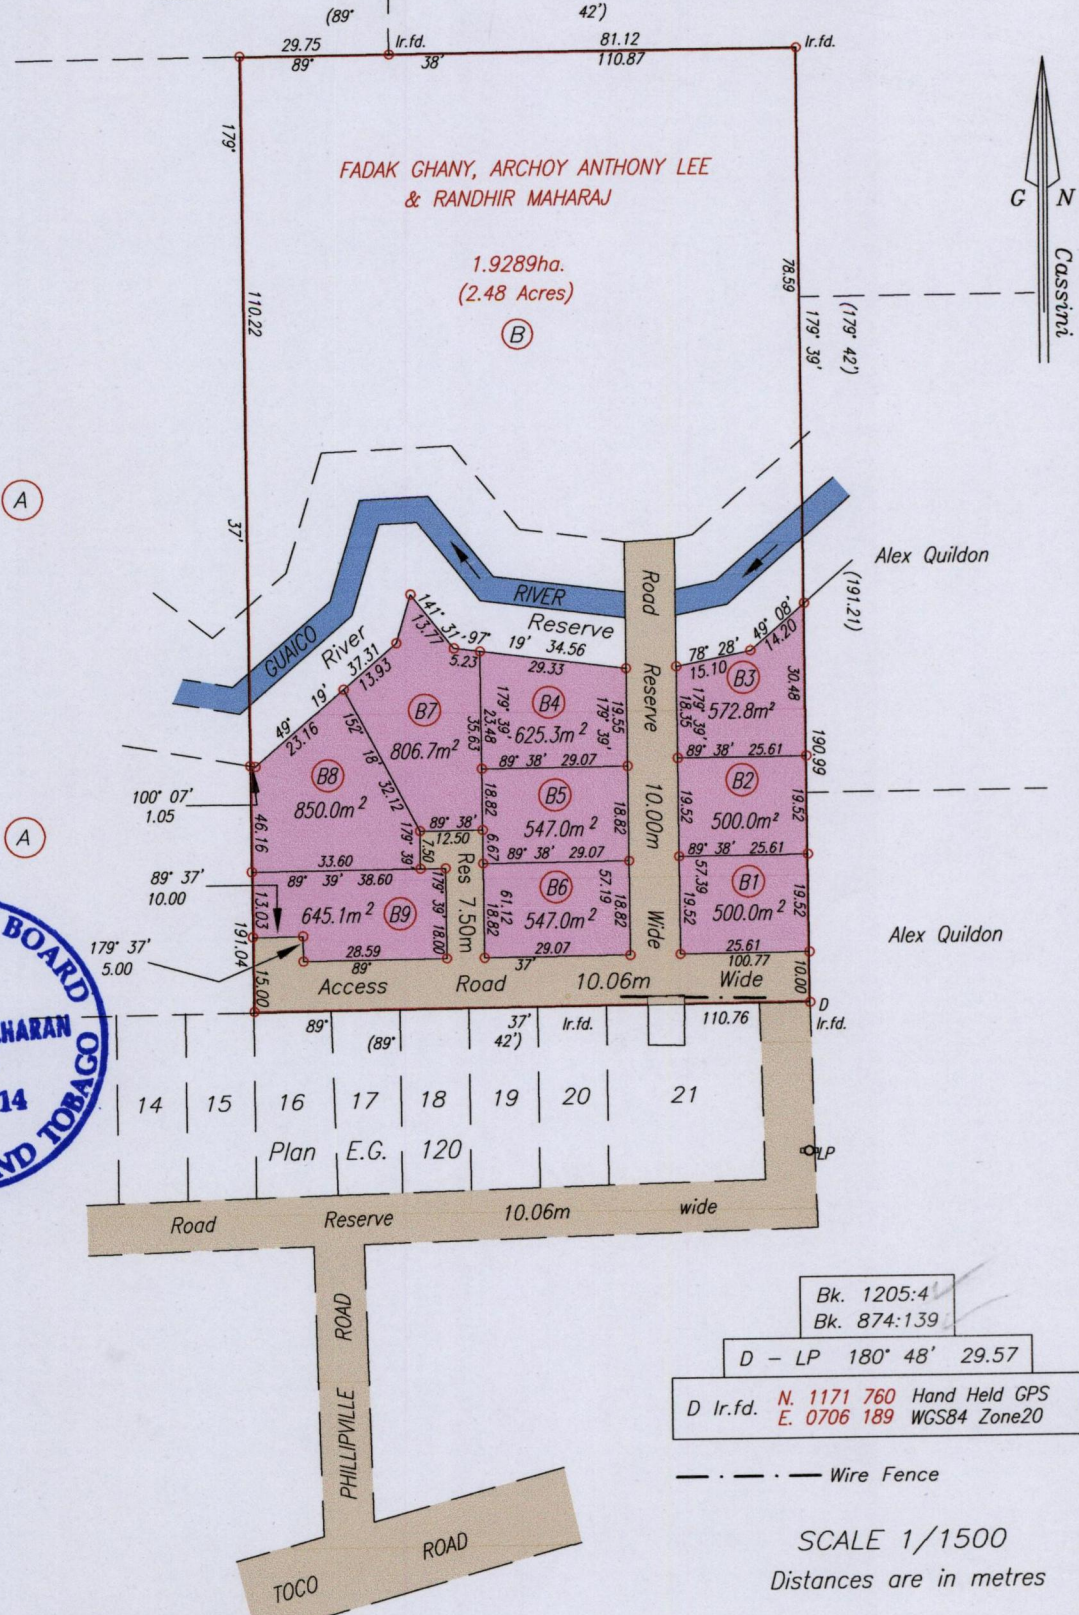 (89° 42')
29.75 Ir.fd. 81.12 Ir.fd.
89° 38' 110.87
179°
FADAK GHANY, ARCHOY ANTHONY LEE
& RANDHIR MAHARAJ
1.9289ha.
(2.48 Acres)
B
G N
Cassini
110.22
78.59
179° 39'
(179° 42')
A
37'
Alex Quildon
(191.21)
Road Reserve 10.00m Wide
GUAICO RIVER
River Reserve
141° 37'
13.77
97° 19' 34.56
5.23
29.33
49° 19' 37.31
23.16
13.93
78° 28'
15.10
49° 08'
14.20
30.48
B3
572.8m²
179° 39'
18.35
B4
625.3m²
179° 39'
23.48
179° 39'
19.55
35.63
B7
806.7m²
152° 18' 32.12
B8
850.0m²
89° 38' 29.07
89° 38' 25.61
190.99
B5
547.0m²
18.82
18.82
B2
500.0m²
19.52
19.52
100° 07'
1.05
46.16
A
89° 38'
12.50
179° 39'
7.50
6.67
89° 38' 29.07
89° 38' 25.61
33.60
89° 39' 38.60
89° 37'
10.00
13.03
645.1m² B9
179° 39' 18.00
Res 7.50m
61.12
18.82
B6
547.0m²
57.19
18.82
57.39
19.52
B1
500.0m²
19.52
Alex Quildon
179° 37'
5.00
191.04
15.00
28.59
89°
29.07
37'
25.61
100.77
10.00
Access Road 10.06m Wide
D
Ir.fd.
89° 37' Ir.fd. 110.76
(89° 42')
BOARD
HARAN
14
ND TOBAGO
14 15 16 17 18 19 20 21
Plan E.G. 120
LP
Road Reserve 10.06m wide
PHILLIPVILLE ROAD
TOCO ROAD
Bk. 1205:4
Bk. 874:139
D - LP 180° 48' 29.57
D Ir.fd. N. 1171 760 Hand Held GPS
E. 0706 189 WGS84 Zone20
Wire Fence
SCALE 1/1500
Distances are in metres